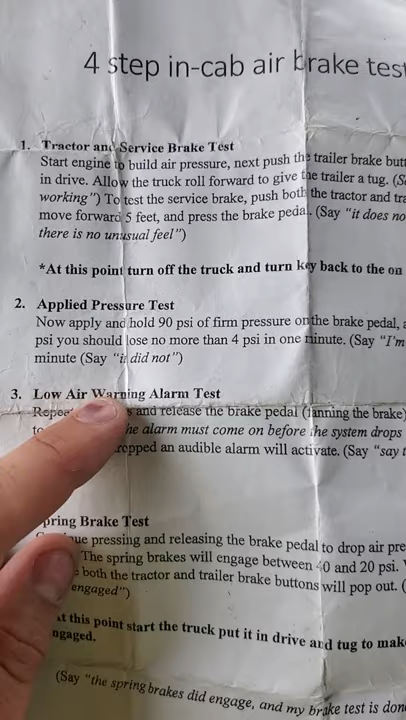 4 step in-cab air brake test
1. Tractor and Service Brake Test
Start engine to build air pressure, next push the trailer brake butt
in drive. Allow the truck roll forward to give the trailer a tug. (S
working") To test the service brake, push both the tractor and tra
move forward 5 feet, and press the brake pedal. (Say "it does no
there is no unusual feel")
*At this point turn off the truck and turn key back to the on
2. Applied Pressure Test
Now apply and hold 90 psi of firm pressure on the brake pedal, a
psi you should lose no more than 4 psi in one minute. (Say "I'm
minute (Say "it did not")
3. Low Air Warning Alarm Test
Repea s and release the brake pedal (fanning the brake)
to he alarm must come on before the system drops
ropped an audible alarm will activate. (Say "say t
pring Brake Test
ue pressing and releasing the brake pedal to drop air pre
The spring brakes will engage between 40 and 20 psi.
both the tractor and trailer brake buttons will pop out. (
engaged")
t this point start the truck put it in drive and tug to make
ngaged.
(Say "the spring brakes did engage, and my brake test is don